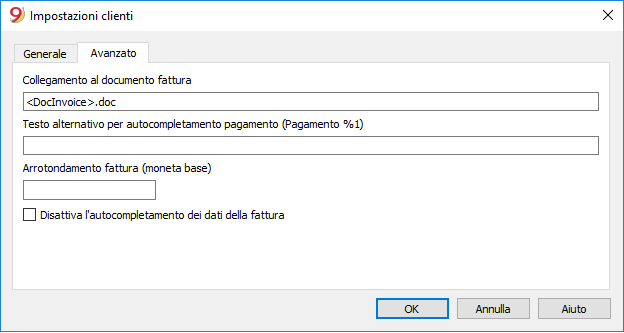 9 Impostazioni clienti
Generale Avanzato
Collegamento al documento fattura
<DocInvoice>.doc
Testo alternativo per autocompletamento pagamento (Pagamento %1)
Arrotondamento fattura (moneta base)
Disattiva l'autocompletamento dei dati della fattura
OK Annulla Aiuto